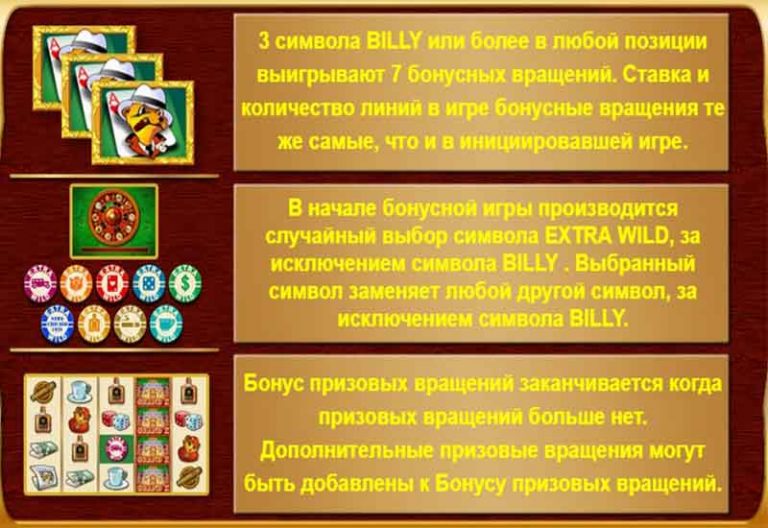 3 символа BILLY или более в любой позиции
выигрывают 7 бонусных вращений. Ставка и
количество линий в игре бонусные вращения те
же самые, что и в инициировавшей игре.
В начале бонусной игры производится
случайный выбор символа EXTRA WILD, за
исключением символа BILLY . Выбранный
символ заменяет любой другой символ, за
исключением символа BILLY.
Бонус призовых вращений заканчивается когда
призовых вращений больше нет.
Дополнительные призовые вращения могут
быть добавлены к Бонусу призовых вращений.